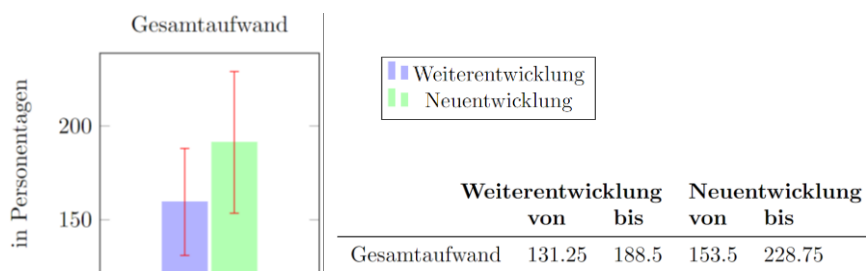 Gesamtaufwand
in Personentagen
200
150
Weiterentwicklung
Neuentwicklung
Weiterentwicklung Neuentwicklung
von bis von bis
Gesamtaufwand 131.25 188.5 153.5 228.75